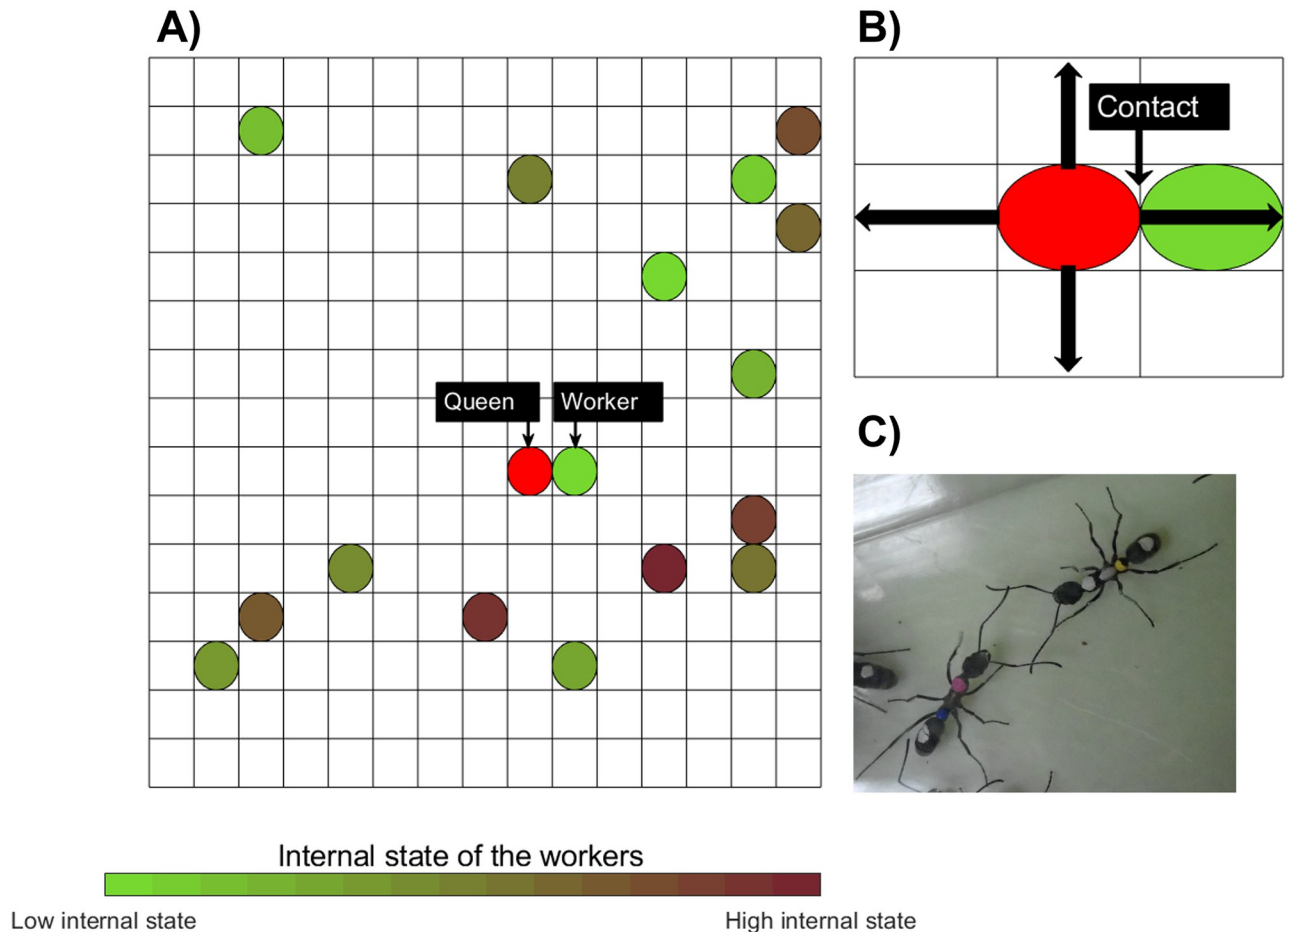 A)
B)
Contact
Queen
Worker
C)
Internal state of the workers
Low internal state
High internal state